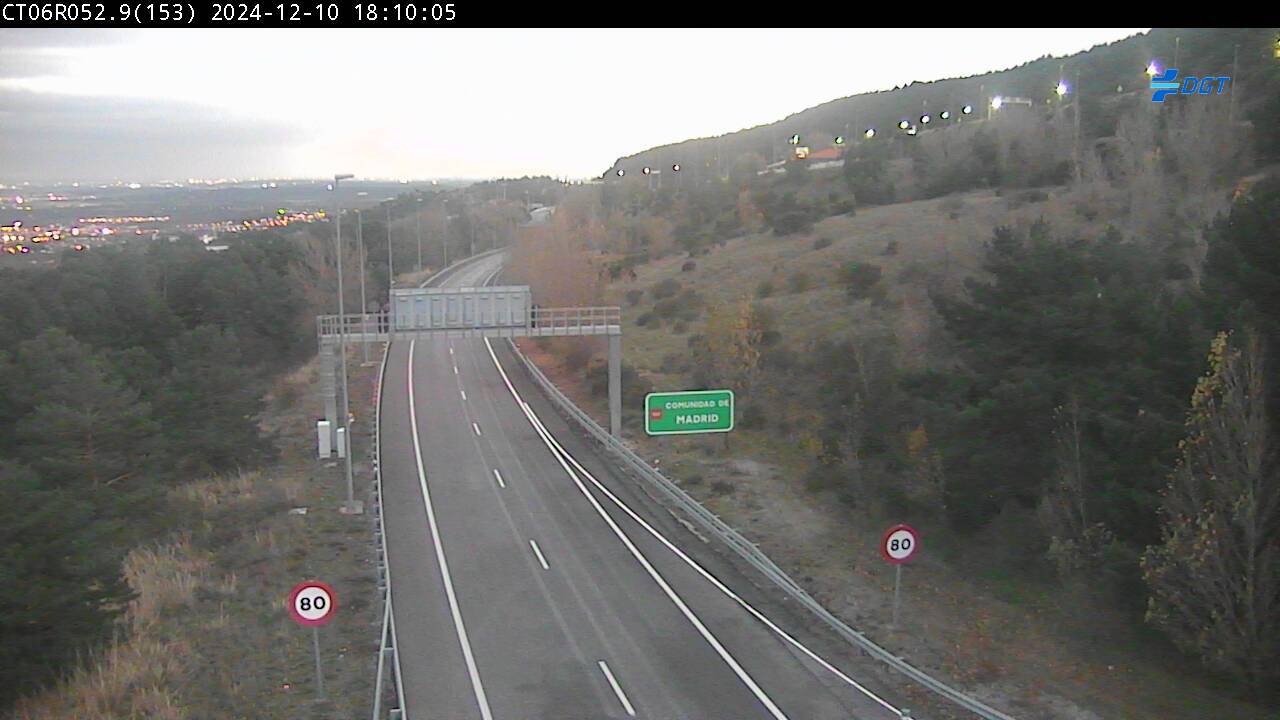 CT06R052.9(153) 2024-12-10 18:10:05
DGT
COMUNIDAD DE
MADRID
80
80